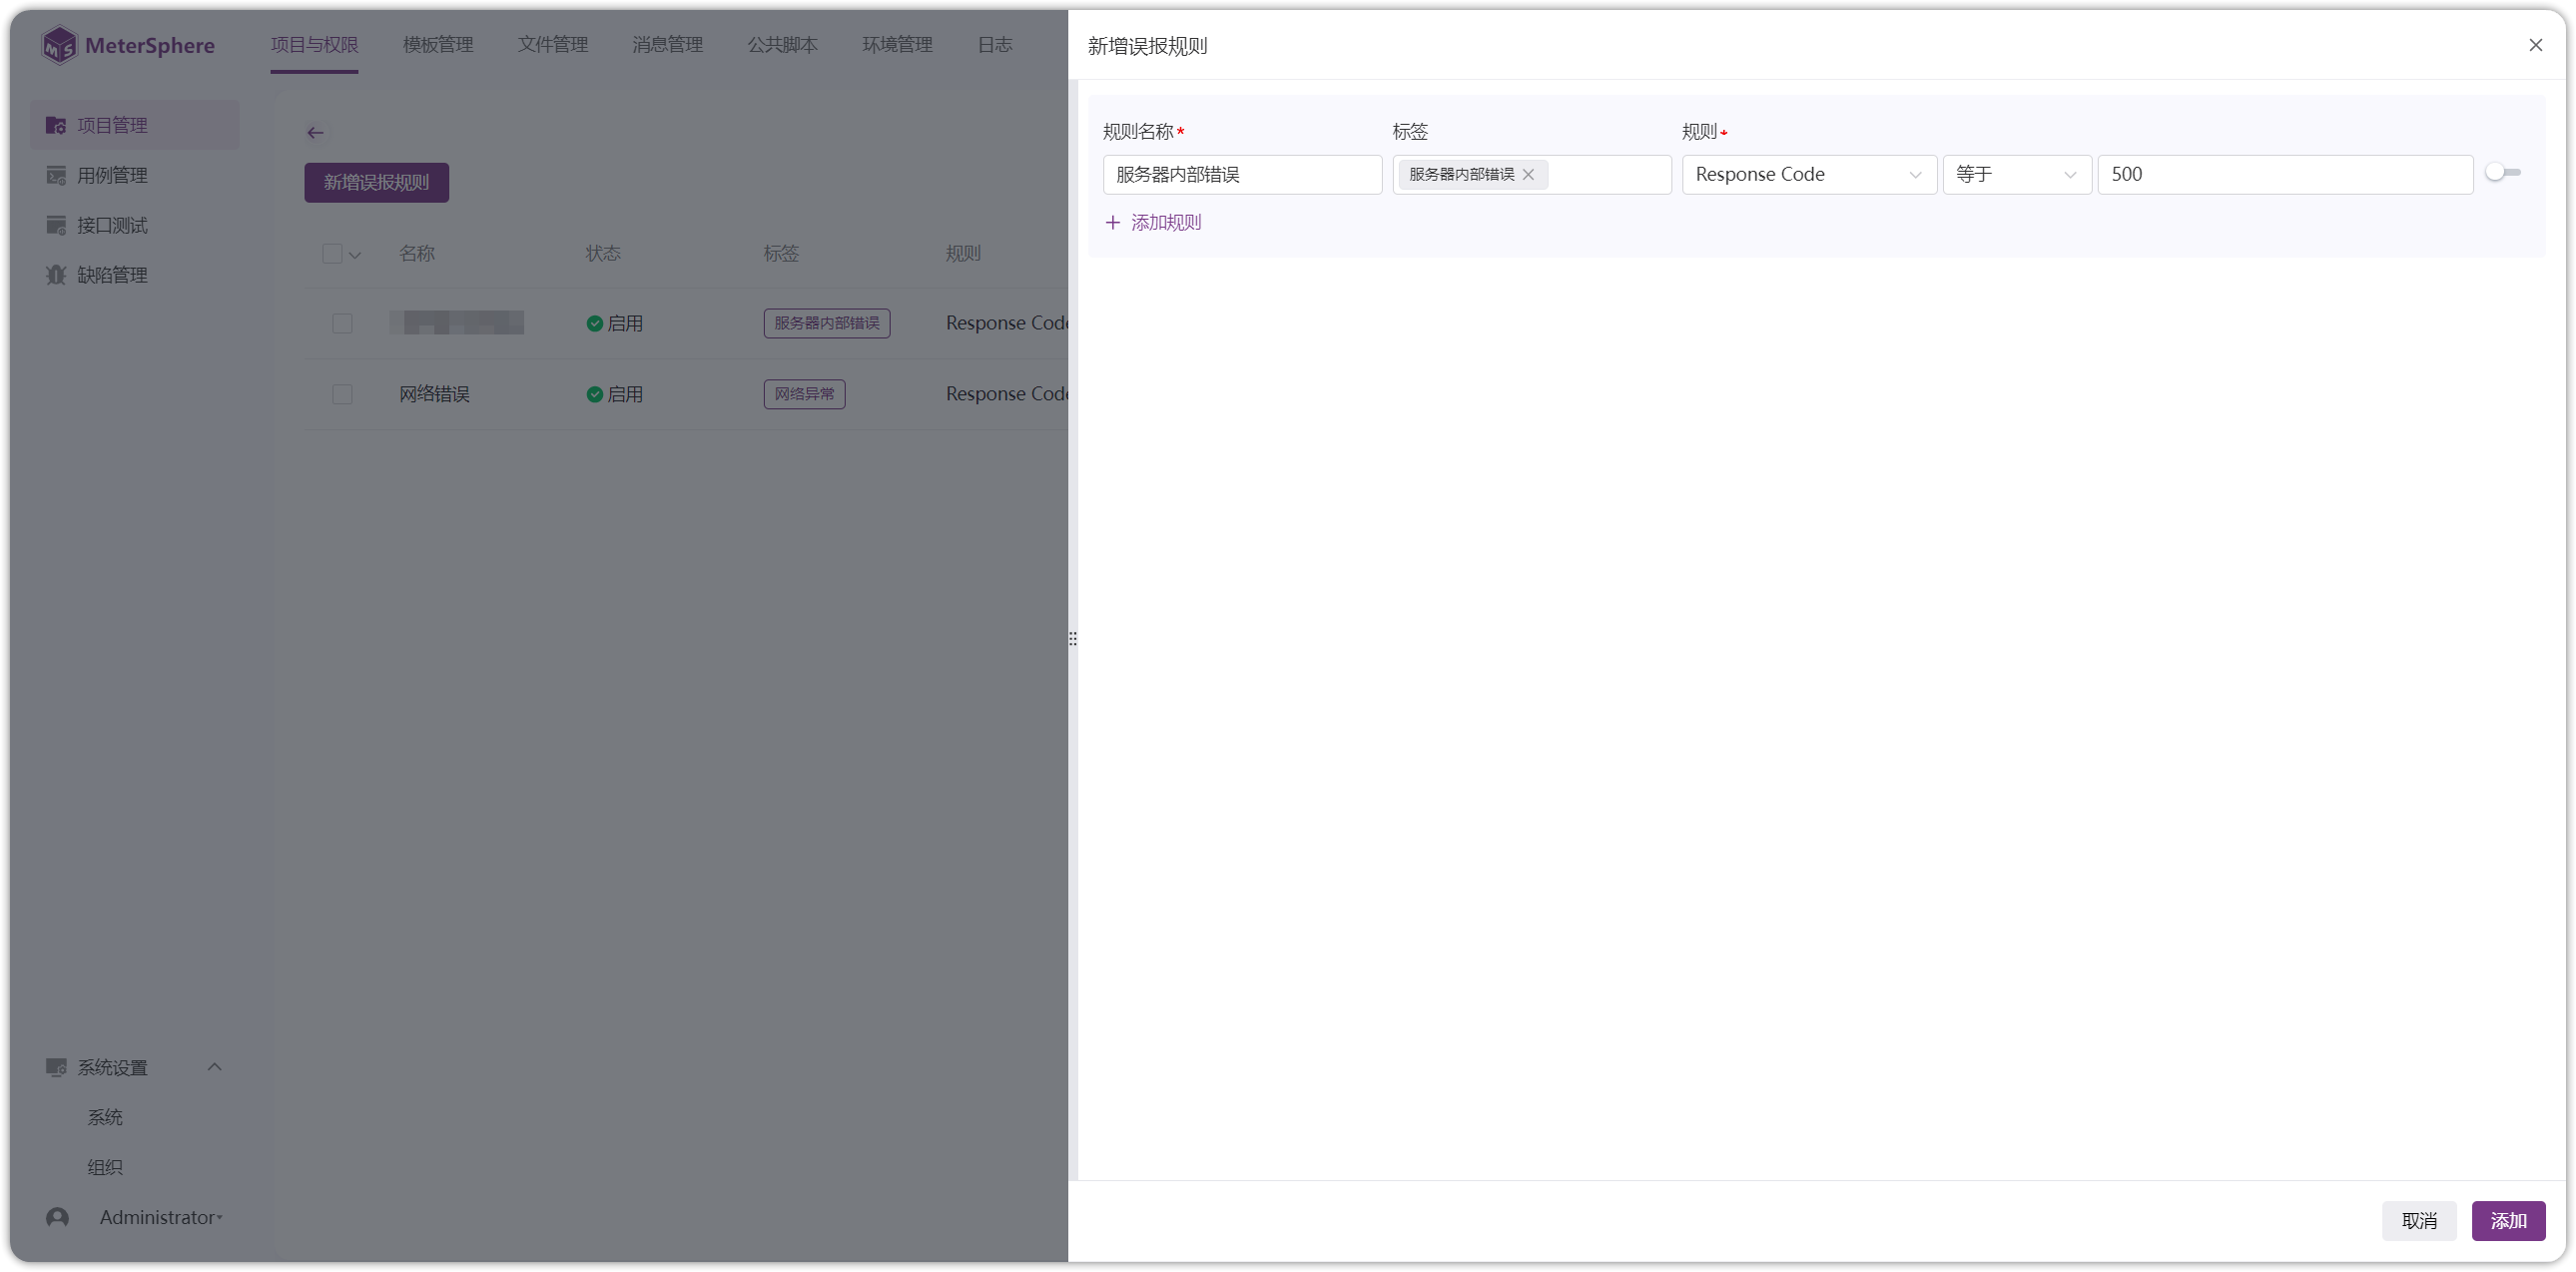 MeterSphere
项目与权限 模板管理 文件管理 消息管理 公共脚本 环境管理 日志
项目管理
用例管理
接口测试
缺陷管理
新增误报规则
名称 状态 标签 规则
启用 服务器内部错误 Response Code
网络错误 启用 网络异常 Response Code
系统设置
系统
组织
Administrator
新增误报规则
规则名称* 标签 规则*
服务器内部错误 服务器内部错误 Response Code 等于 500
添加规则
取消 添加